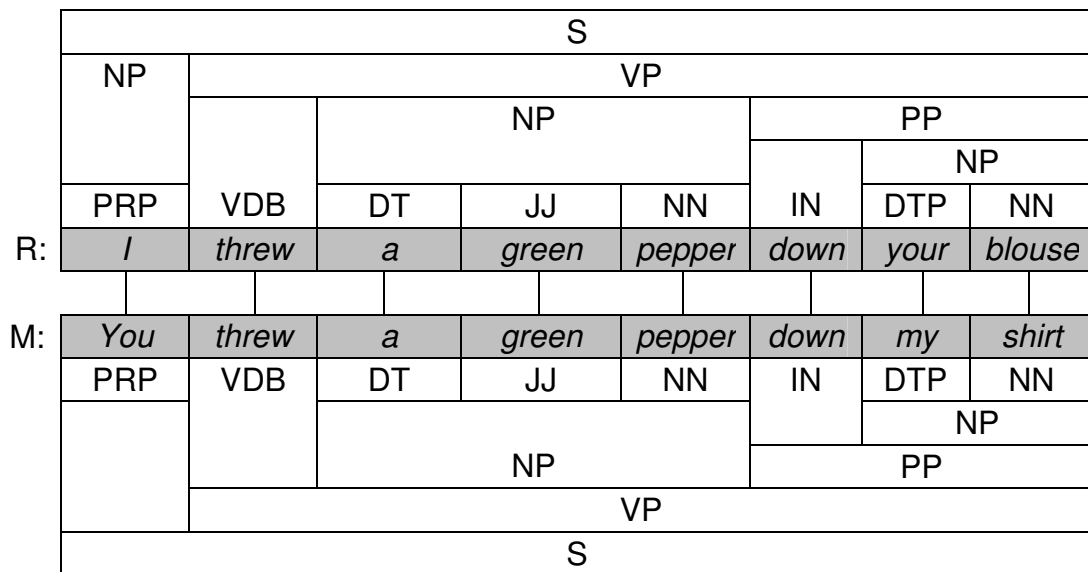 S
NP VP
NP PP
NP
PRP VDB DT JJ NN IN DTP NN
R: I threw a green pepper down your blouse
M: You threw a green pepper down my shirt
PRP VDB DT JJ NN IN DTP NN
NP
NP PP
VP
S